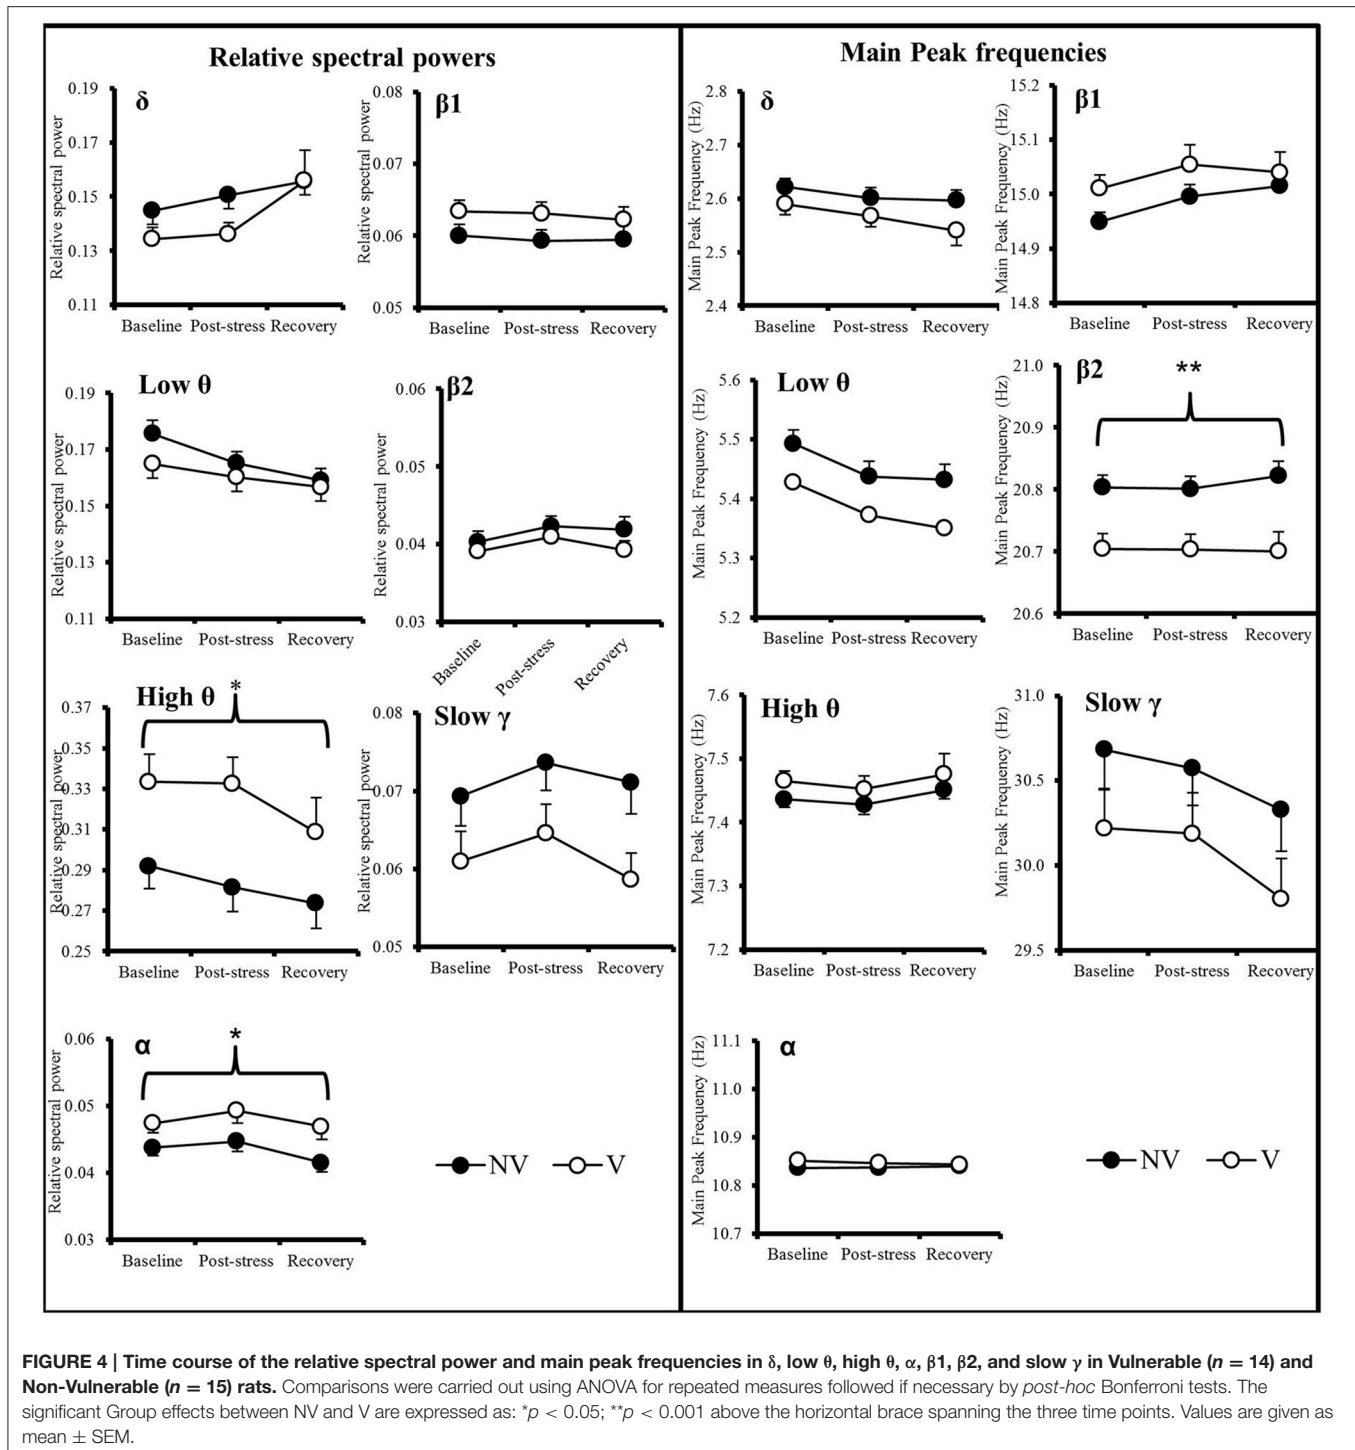 Relative spectral powers
Main Peak frequencies
δ
Relative spectral power
0.19
0.17
0.15
0.13
0.11
Baseline Post-stress Recovery
β1
Relative spectral power
0.08
0.07
0.06
0.05
Baseline Post-stress Recovery
δ
Main Peak Frequency (Hz)
2.8
2.7
2.6
2.5
2.4
Baseline Post-stress Recovery
β1
Main Peak Frequency (Hz)
15.2
15.1
15.0
14.9
14.8
Baseline Post-stress Recovery
Low θ
Relative spectral power
0.19
0.17
0.15
0.13
0.11
Baseline Post-stress Recovery
β2
Relative spectral power
0.06
0.05
0.04
0.03
Baseline Post-stress Recovery
Low θ
Main Peak Frequency (Hz)
5.6
5.5
5.4
5.3
5.2
Baseline Post-stress Recovery
β2
**
Main Peak Frequency (Hz)
21.0
20.9
20.8
20.7
20.6
Baseline Post-stress Recovery
High θ
*
Relative spectral power
0.37
0.35
0.33
0.31
0.29
0.27
0.25
Baseline Post-stress Recovery
Slow γ
Relative spectral power
0.08
0.07
0.06
0.05
Baseline Post-stress Recovery
High θ
Main Peak Frequency (Hz)
7.6
7.5
7.4
7.3
7.2
Baseline Post-stress Recovery
Slow γ
Main Peak Frequency (Hz)
31.0
30.5
30.0
29.5
Baseline Post-stress Recovery
α
*
Relative spectral power
0.06
0.05
0.04
0.03
Baseline Post-stress Recovery
NV V
α
Main Peak Frequency (Hz)
11.1
11.0
10.9
10.8
10.7
Baseline Post-stress Recovery
NV V
FIGURE 4 | Time course of the relative spectral power and main peak frequencies in δ, low θ, high θ, α, β1, β2, and slow γ in Vulnerable (n = 14) and
Non-Vulnerable (n = 15) rats. Comparisons were carried out using ANOVA for repeated measures followed if necessary by post-hoc Bonferroni tests. The
significant Group effects between NV and V are expressed as: *p < 0.05; **p < 0.001 above the horizontal brace spanning the three time points. Values are given as
mean ± SEM.